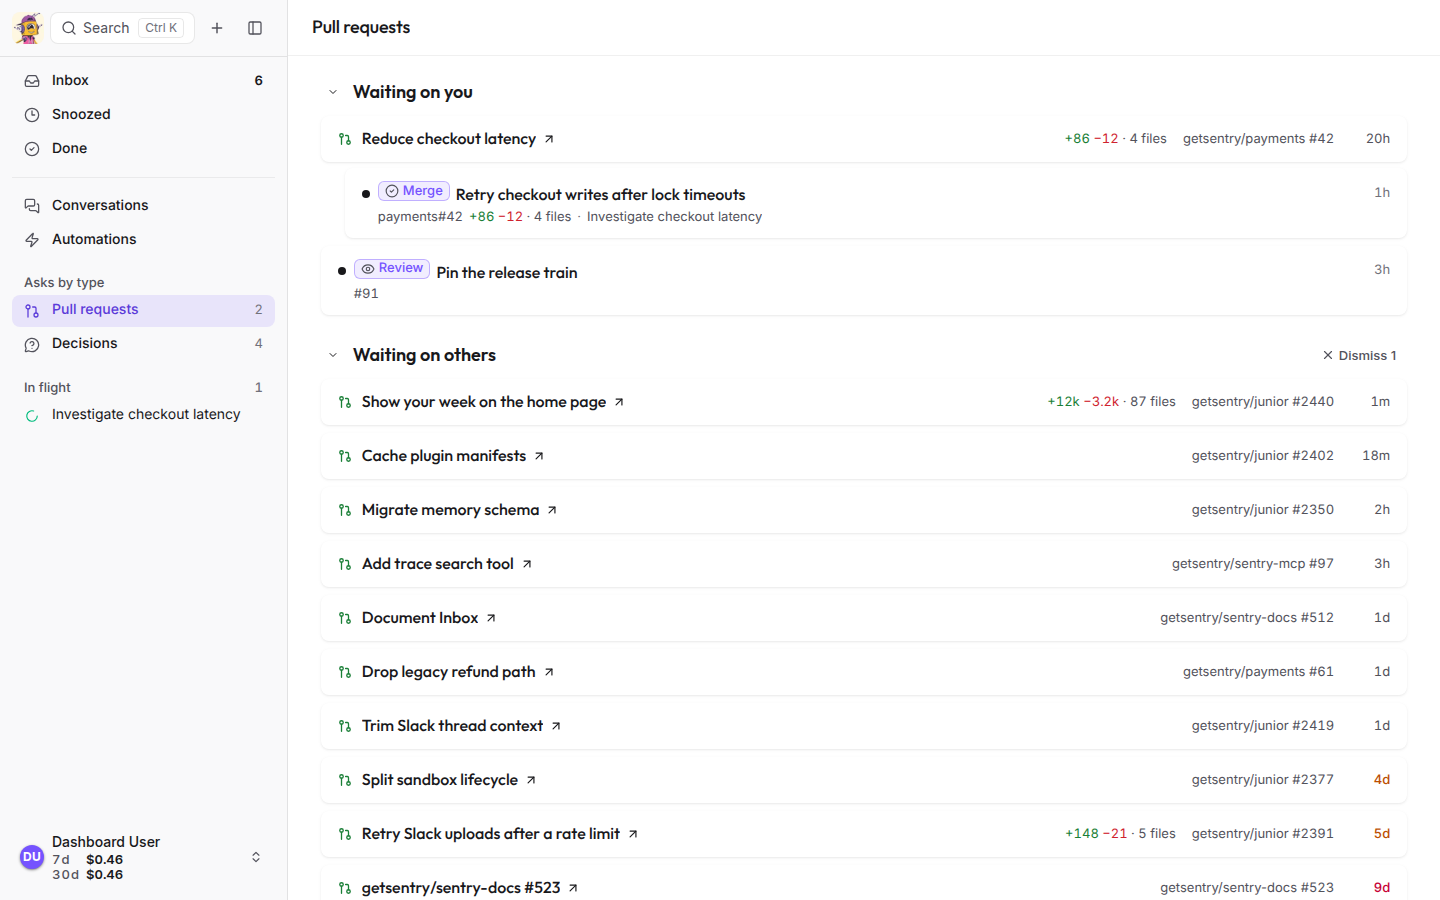 Search Ctrl K
Inbox 6
Snoozed
Done
Conversations
Automations
Asks by type
Pull requests 2
Decisions 4
In flight 1
Investigate checkout latency
Dashboard User
DU
7d $0.46
30d $0.46
Pull requests
Waiting on you
Reduce checkout latency +86 −12 · 4 files getsentry/payments #42 20h
Merge Retry checkout writes after lock timeouts 1h
payments#42 +86 −12 · 4 files · Investigate checkout latency
Review Pin the release train 3h
#91
Waiting on others Dismiss 1
Show your week on the home page +12k −3.2k · 87 files getsentry/junior #2440 1m
Cache plugin manifests getsentry/junior #2402 18m
Migrate memory schema getsentry/junior #2350 2h
Add trace search tool getsentry/sentry-mcp #97 3h
Document Inbox getsentry/sentry-docs #512 1d
Drop legacy refund path getsentry/payments #61 1d
Trim Slack thread context getsentry/junior #2419 1d
Split sandbox lifecycle getsentry/junior #2377 4d
Retry Slack uploads after a rate limit +148 −21 · 5 files getsentry/junior #2391 5d
getsentry/sentry-docs #523 getsentry/sentry-docs #523 9d